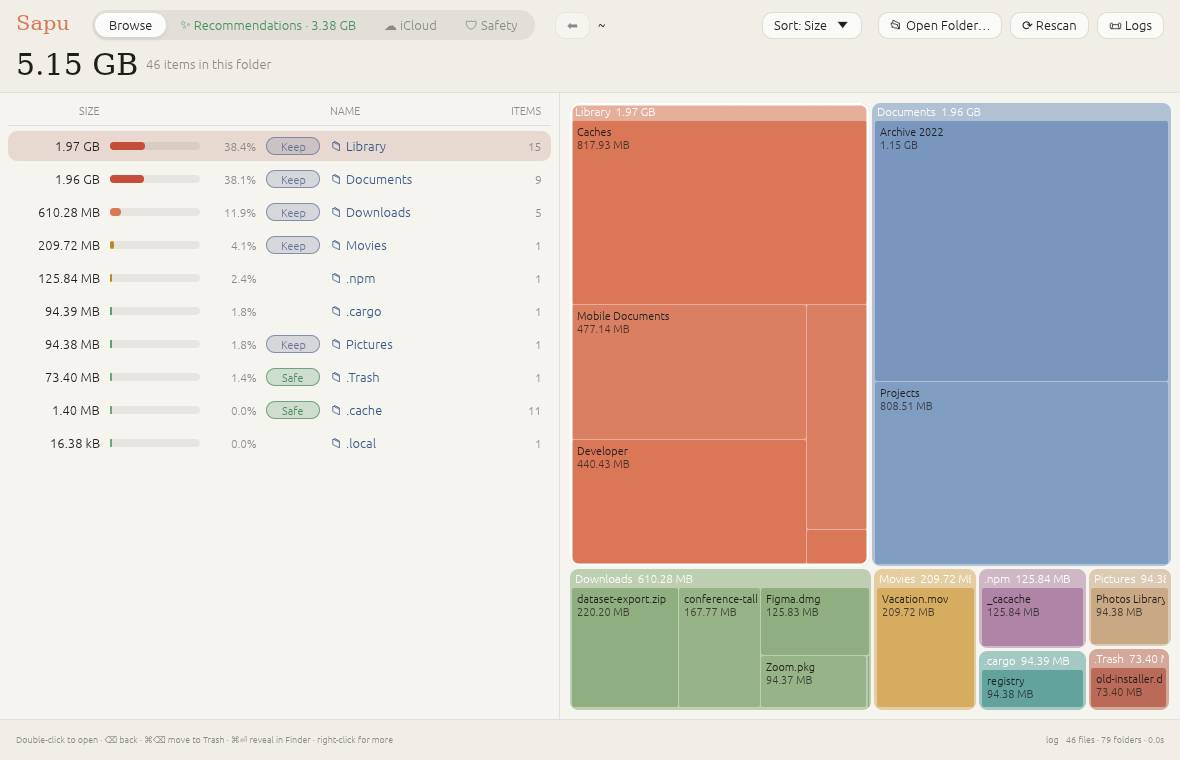 Sapu
Browse
Recommendations · 3.38 GB
iCloud
Safety
~
Sort: Size
Open Folder…
Rescan
Logs
5.15 GB 46 items in this folder
SIZE NAME ITEMS
1.97 GB 38.4% Keep Library 15
1.96 GB 38.1% Keep Documents 9
610.28 MB 11.9% Keep Downloads 5
209.72 MB 4.1% Keep Movies 1
125.84 MB 2.4% .npm 1
94.39 MB 1.8% .cargo 1
94.38 MB 1.8% Keep Pictures 1
73.40 MB 1.4% Safe .Trash 1
1.40 MB 0.0% Safe .cache 11
16.38 kB 0.0% .local 1
Library 1.97 GB
Caches
817.93 MB
Mobile Documents
477.14 MB
Developer
440.43 MB
Documents 1.96 GB
Archive 2022
1.15 GB
Projects
808.51 MB
Downloads 610.28 MB
dataset-export.zip
220.20 MB
conference-tall
167.77 MB
Figma.dmg
125.83 MB
Zoom.pkg
94.37 MB
Movies 209.72 ME
Vacation.mov
209.72 MB
.npm 125.84 MB
_cacache
125.84 MB
Pictures 94.38
Photos Library
94.38 MB
.cargo 94.39 MB
registry
94.38 MB
.Trash 73.40
old-installer.d
73.40 MB
Double-click to open · ⌫ back · ⌘⌫ move to Trash · ⌘⏎ reveal in Finder · right-click for more
log 46 files · 79 folders · 0.0s